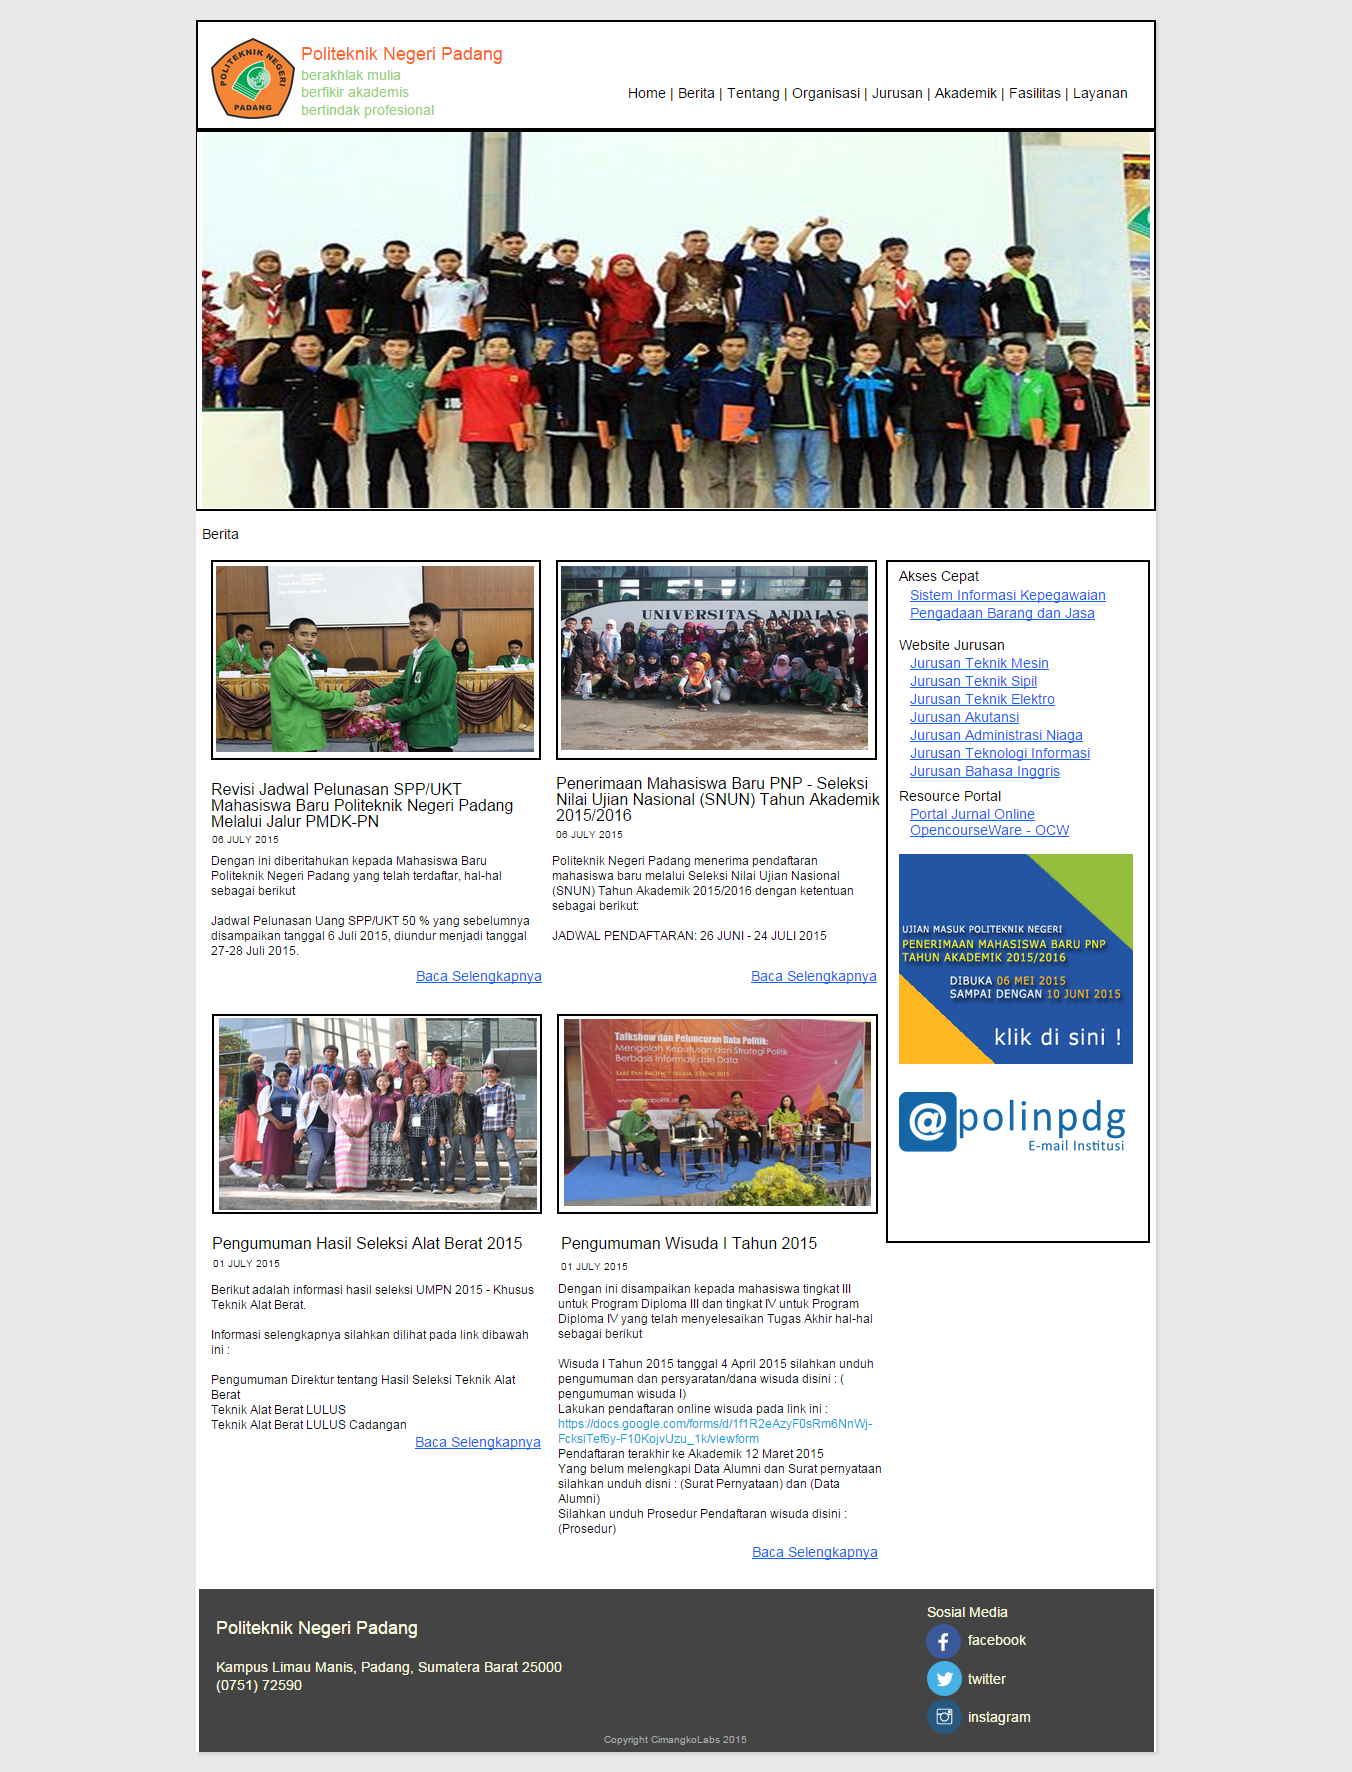 POLITEKNIK NEGERI
PADANG
Politeknik Negeri Padang
berakhlak mulia
berfikir akademis
bertindak profesional
Home | Berita | Tentang | Organisasi | Jurusan | Akademik | Fasilitas | Layanan
Berita
Revisi Jadwal Pelunasan SPP/UKT
Mahasiswa Baru Politeknik Negeri Padang
Melalui Jalur PMDK-PN
06 JULY 2015
Dengan ini diberitahukan kepada Mahasiswa Baru
Politeknik Negeri Padang yang telah terdaftar, hal-hal
sebagai berikut
Jadwal Pelunasan Uang SPP/UKT 50 % yang sebelumnya
disampaikan tanggal 6 Juli 2015, diundur menjadi tanggal
27-28 Juli 2015.
Baca Selengkapnya
UNIVERSITAS ANDALAS
Penerimaan Mahasiswa Baru PNP - Seleksi
Nilai Ujian Nasional (SNUN) Tahun Akademik
2015/2016
06 JULY 2015
Politeknik Negeri Padang menerima pendaftaran
mahasiswa baru melalui Seleksi Nilai Ujian Nasional
(SNUN) Tahun Akademik 2015/2016 dengan ketentuan
sebagai berikut:
JADWAL PENDAFTARAN: 26 JUNI - 24 JULI 2015
Baca Selengkapnya
Akses Cepat
Sistem Informasi Kepegawaian
Pengadaan Barang dan Jasa
Website Jurusan
Jurusan Teknik Mesin
Jurusan Teknik Sipil
Jurusan Teknik Elektro
Jurusan Akutansi
Jurusan Administrasi Niaga
Jurusan Teknologi Informasi
Jurusan Bahasa Inggris
Resource Portal
Portal Jurnal Online
OpencourseWare - OCW
UJIAN MASUK POLITEKNIK NEGERI
PENERIMAAN MAHASISWA BARU PNP
TAHUN AKADEMIK 2015/2016
DIBUKA 06 MEI 2015
SAMPAI DENGAN 10 JUNI 2015
klik di sini !
@polinpdg
E-mail Institusi
Pengumuman Hasil Seleksi Alat Berat 2015
01 JULY 2015
Berikut adalah informasi hasil seleksi UMPN 2015 - Khusus
Teknik Alat Berat.
Informasi selengkapnya silahkan dilihat pada link dibawah
ini :
Pengumuman Direktur tentang Hasil Seleksi Teknik Alat
Berat
Teknik Alat Berat LULUS
Teknik Alat Berat LULUS Cadangan
Baca Selengkapnya
Talkshow dan Peluncuran Data Politik:
Mengolah Keputusan dan Strategi Politik
Berbasis Informasi dan Data
SARI PAN PACIFIC - SELASA, 23 JUNI 2015
Pengumuman Wisuda I Tahun 2015
01 JULY 2015
Dengan ini disampaikan kepada mahasiswa tingkat III
untuk Program Diploma III dan tingkat IV untuk Program
Diploma IV yang telah menyelesaikan Tugas Akhir hal-hal
sebagai berikut
Wisuda I Tahun 2015 tanggal 4 April 2015 silahkan unduh
pengumuman dan persyaratan/dana wisuda disini : (
pengumuman wisuda I)
Lakukan pendaftaran online wisuda pada link ini :
https://docs.google.com/forms/d/1f1R2eAzyF0sRm6NnWj-
FcksiTef6y-F10KojvUzu_1k/viewform
Pendaftaran terakhir ke Akademik 12 Maret 2015
Yang belum melengkapi Data Alumni dan Surat pernyataan
silahkan unduh disni : (Surat Pernyataan) dan (Data
Alumni)
Silahkan unduh Prosedur Pendaftaran wisuda disini :
(Prosedur)
Baca Selengkapnya
Politeknik Negeri Padang
Kampus Limau Manis, Padang, Sumatera Barat 25000
(0751) 72590
Sosial Media
facebook
twitter
instagram
Copyright CimangkoLabs 2015